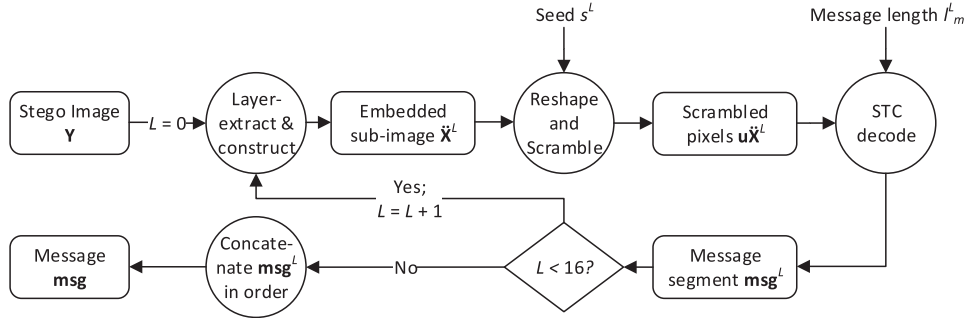 Seed s^L
Message length l^L_m
Stego Image
Y
L = 0
Layer-
extract &
construct
Embedded
sub-image Ẍ^L
Reshape
and
Scramble
Scrambled
pixels uẌ^L
STC
decode
Yes;
L = L + 1
Message
msg
Concate-
nate msg^L
in order
No
L < 16?
Message
segment msg^L